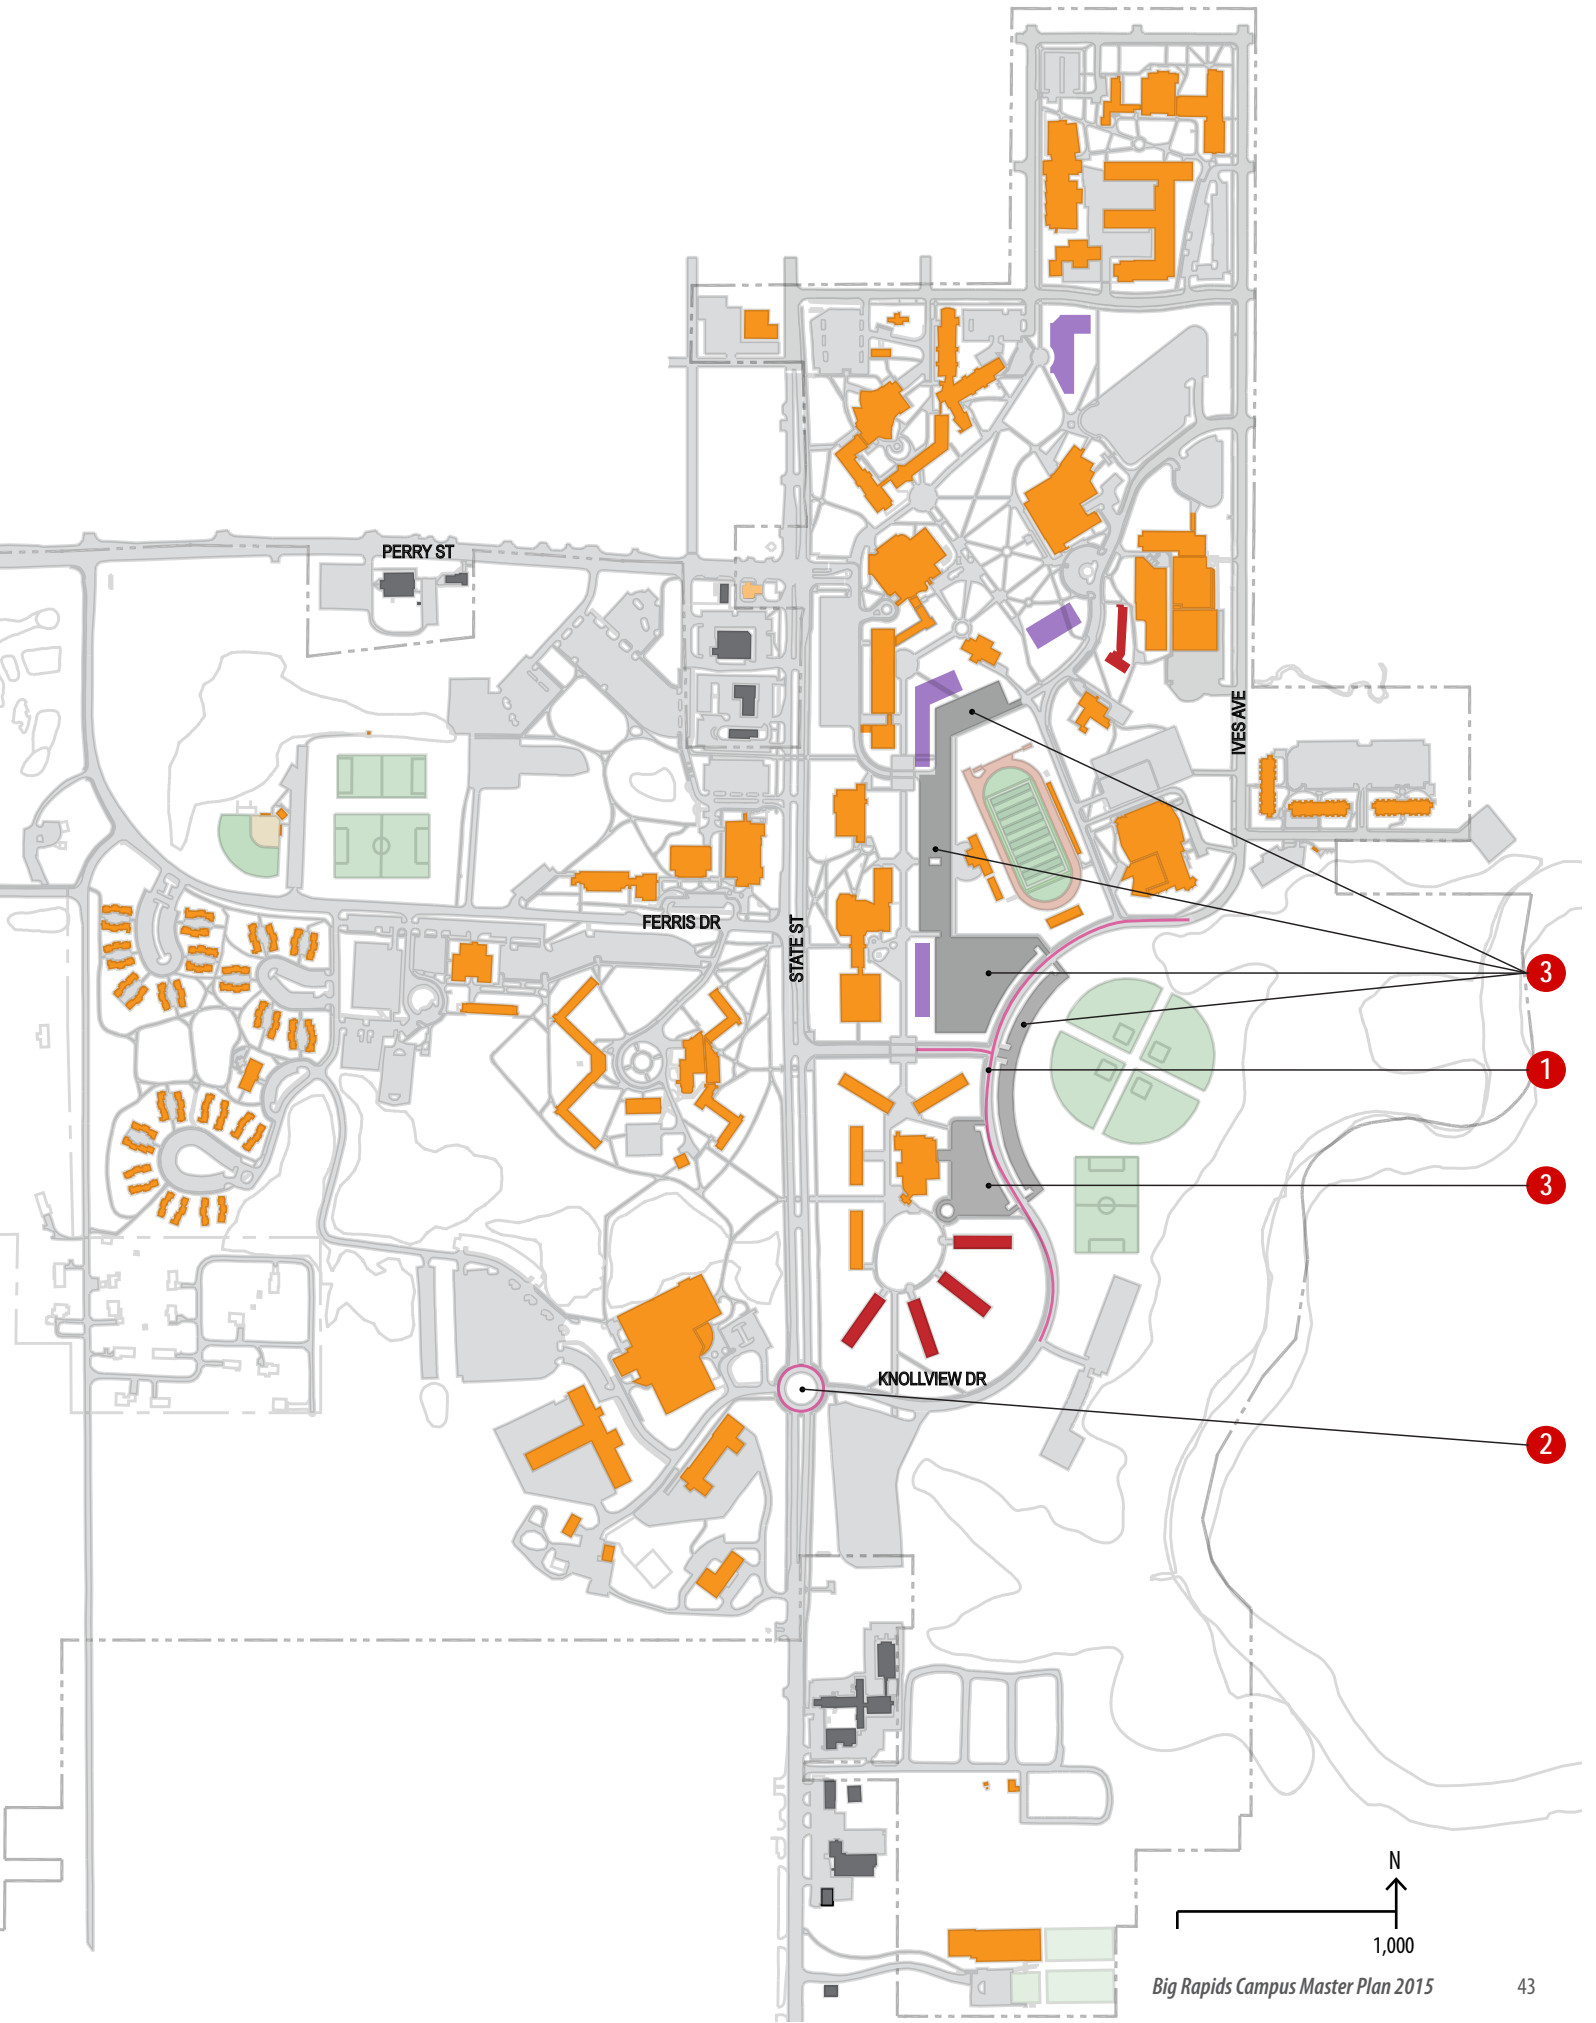 PERRY ST
IVES AVE
FERRIS DR
STATE ST
3
1
3
KNOLLVIEW DR
2
N
1,000
Big Rapids Campus Master Plan 2015
43